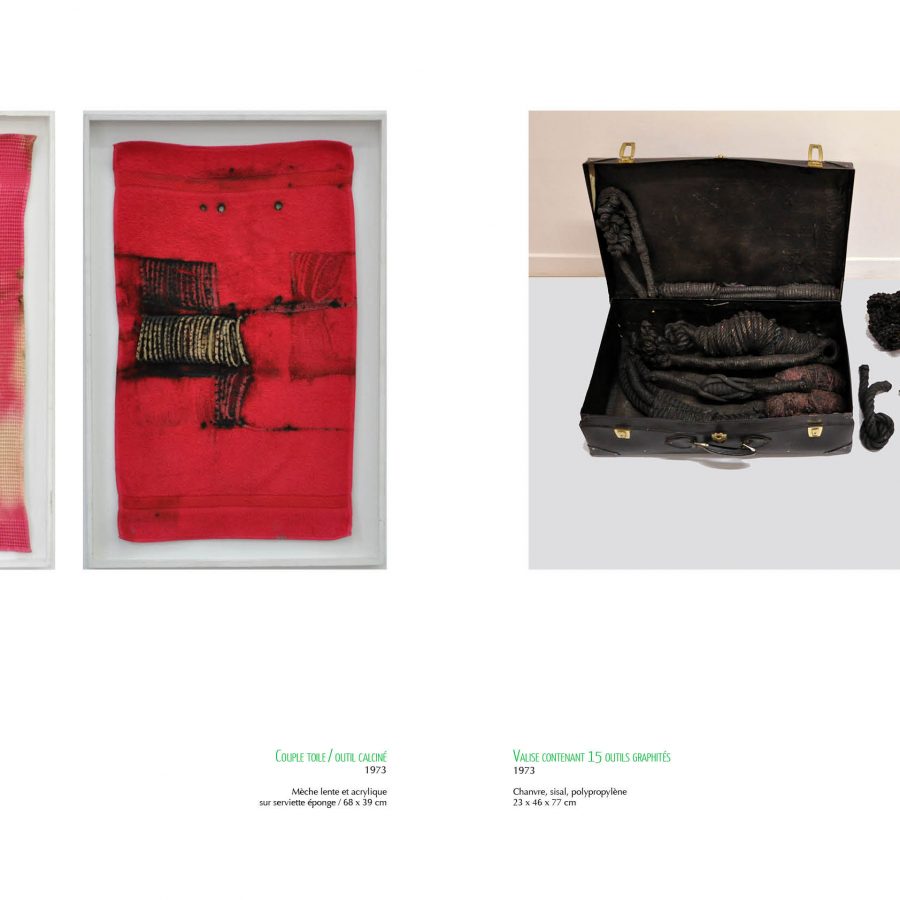 Couple toile / outil calciné
1973
Mèche lente et acrylique
sur serviette éponge / 68 x 39 cm
Valise contenant 15 outils graphités
1973
Chanvre, sisal, polypropylène
23 x 46 x 77 cm